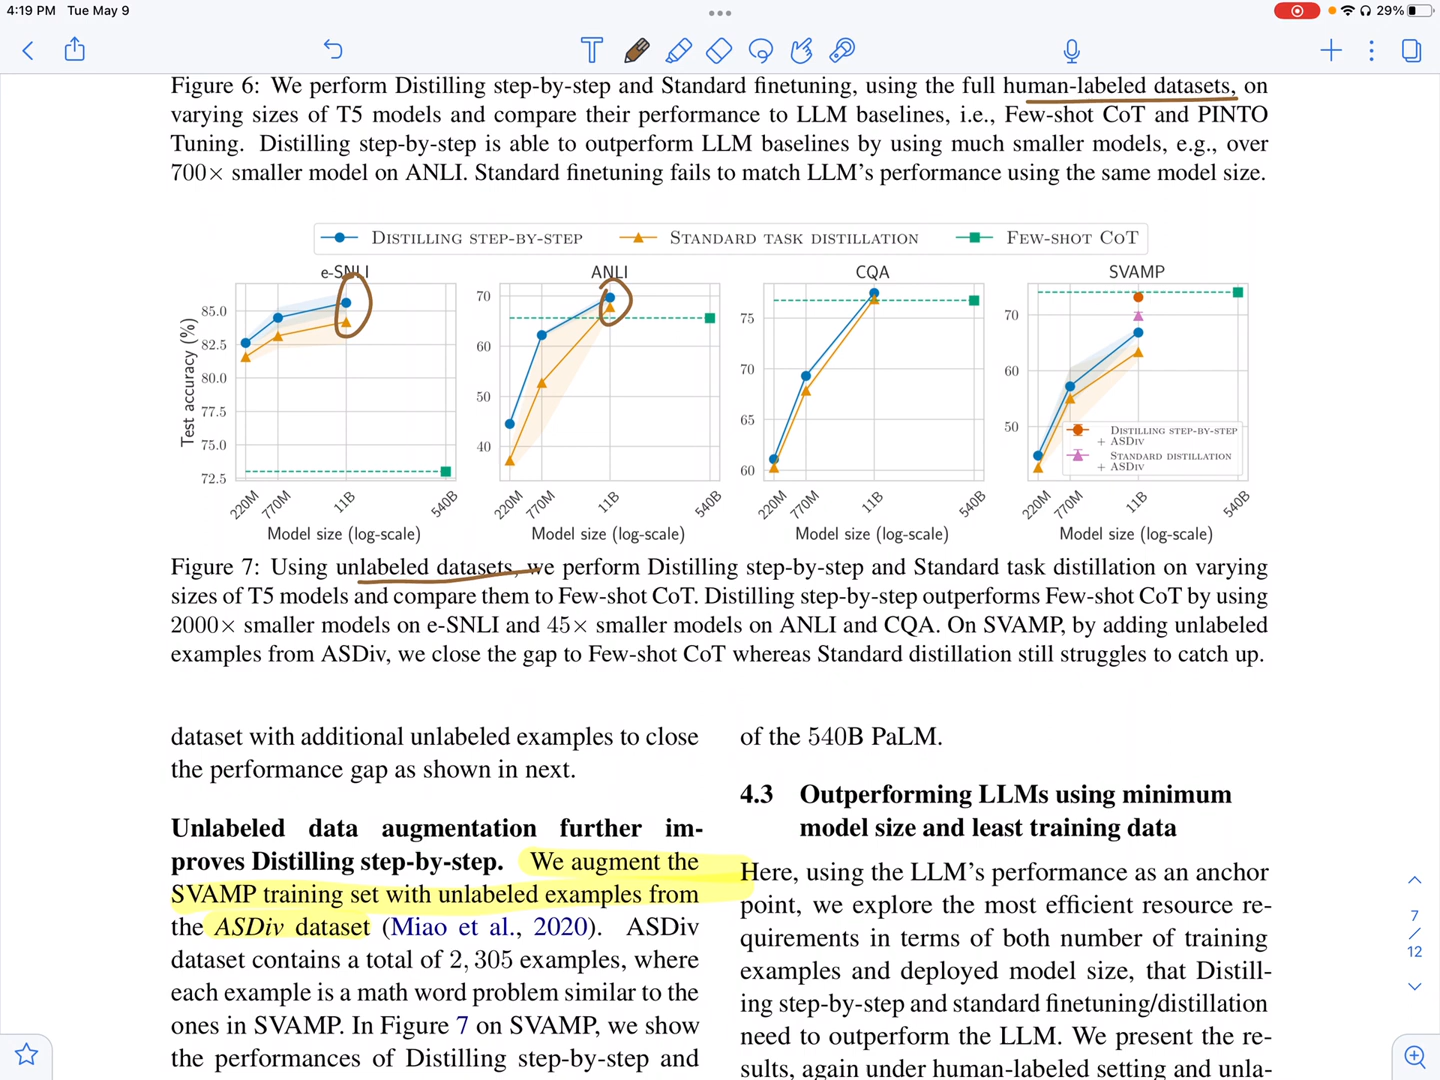 4:19 PM Tue May 9
29%
Figure 6: We perform Distilling step-by-step and Standard finetuning, using the full human-labeled datasets, on
varying sizes of T5 models and compare their performance to LLM baselines, i.e., Few-shot CoT and PINTO
Tuning. Distilling step-by-step is able to outperform LLM baselines by using much smaller models, e.g., over
700× smaller model on ANLI. Standard finetuning fails to match LLM's performance using the same model size.
DISTILLING STEP-BY-STEP STANDARD TASK DISTILLATION FEW-SHOT COT
e-SNLI
Test accuracy (%)
85.0
82.5
80.0
77.5
75.0
72.5
220M 770M 11B 540B
Model size (log-scale)
ANLI
70
60
50
40
220M 770M 11B 540B
Model size (log-scale)
CQA
75
70
65
60
220M 770M 11B 540B
Model size (log-scale)
SVAMP
70
60
50
DISTILLING STEP-BY-STEP
+ ASDIV
STANDARD DISTILLATION
+ ASDIV
220M 770M 11B 540B
Model size (log-scale)
Figure 7: Using unlabeled datasets, we perform Distilling step-by-step and Standard task distillation on varying
sizes of T5 models and compare them to Few-shot CoT. Distilling step-by-step outperforms Few-shot CoT by using
2000× smaller models on e-SNLI and 45× smaller models on ANLI and CQA. On SVAMP, by adding unlabeled
examples from ASDiv, we close the gap to Few-shot CoT whereas Standard distillation still struggles to catch up.
dataset with additional unlabeled examples to close
the performance gap as shown in next.
Unlabeled data augmentation further im-
proves Distilling step-by-step. We augment the
SVAMP training set with unlabeled examples from
the ASDiv dataset (Miao et al., 2020). ASDiv
dataset contains a total of 2, 305 examples, where
each example is a math word problem similar to the
ones in SVAMP. In Figure 7 on SVAMP, we show
the performances of Distilling step-by-step and
of the 540B PaLM.
4.3 Outperforming LLMs using minimum
model size and least training data
Here, using the LLM's performance as an anchor
point, we explore the most efficient resource re-
quirements in terms of both number of training
examples and deployed model size, that Distill-
ing step-by-step and standard finetuning/distillation
need to outperform the LLM. We present the re-
sults, again under human-labeled setting and unla-
7
/
12